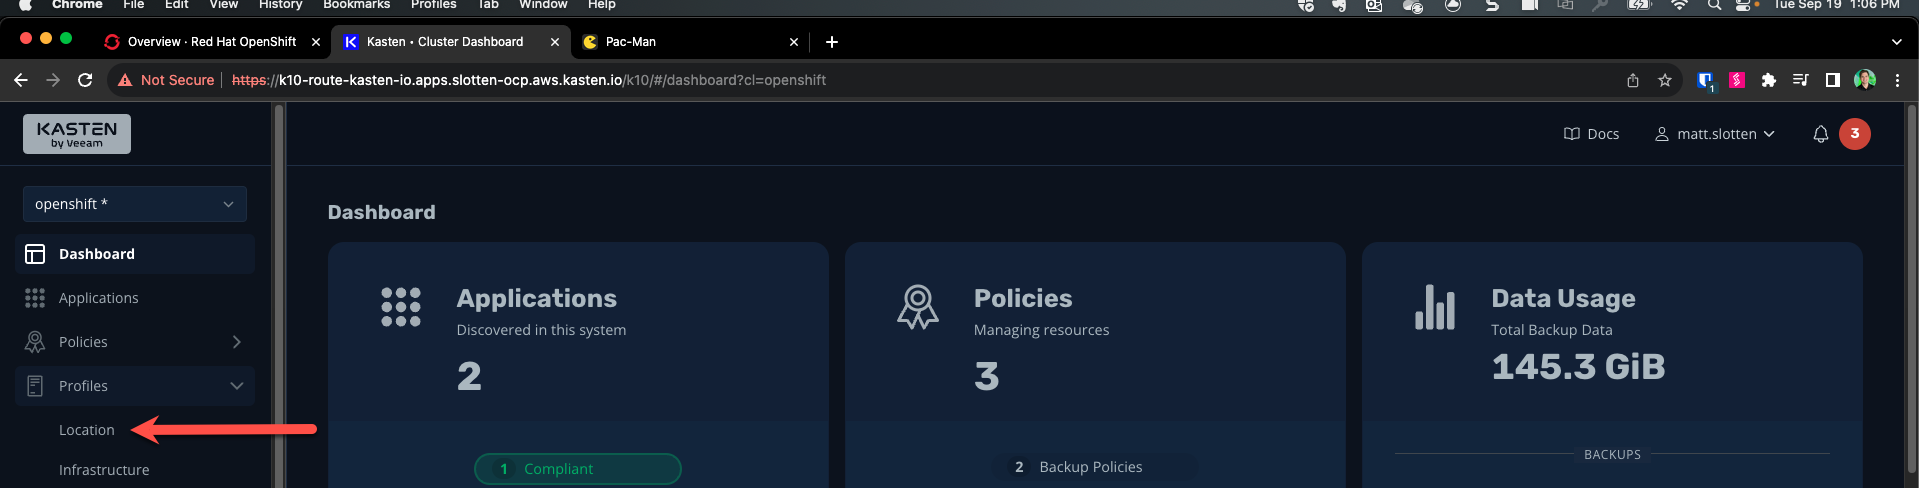 Chrome File Edit View History Bookmarks Profiles Tab Window Help Tue Sep 19 1:06 PM
Overview · Red Hat OpenShift
Kasten • Cluster Dashboard
Pac-Man
Not Secure https://k10-route-kasten-io.apps.slotten-ocp.aws.kasten.io/k10/#/dashboard?cl=openshift
1
KASTEN
by Veeam
Docs
matt.slotten
3
openshift *
Dashboard
Applications
Policies
Profiles
Location
Infrastructure
Dashboard
Applications
Discovered in this system
2
1 Compliant
Policies
Managing resources
3
2 Backup Policies
Data Usage
Total Backup Data
145.3 GiB
BACKUPS